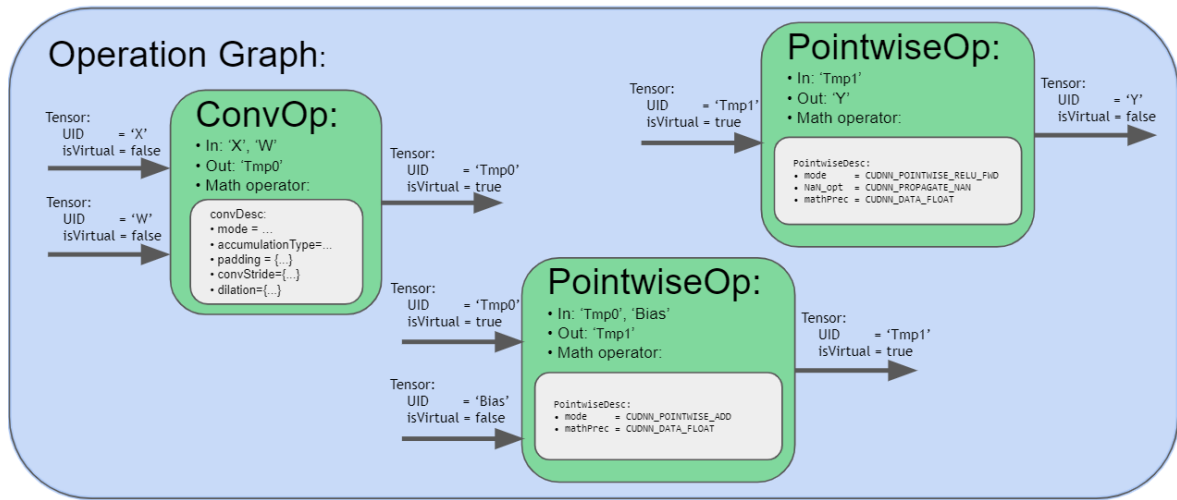 Operation Graph:
Tensor:
UID = ‘X’
isVirtual = false
Tensor:
UID = ‘W’
isVirtual = false
ConvOp:
• In: ‘X’, ‘W’
• Out: ‘Tmp0’
• Math operator:
convDesc:
• mode = ...
• accumulationType=...
• padding = {...}
• convStride={...}
• dilation={...}
Tensor:
UID = ‘Tmp0’
isVirtual = true
Tensor:
UID = ‘Tmp0’
isVirtual = true
Tensor:
UID = ‘Bias’
isVirtual = false
PointwiseOp:
• In: ‘Tmp0’, ‘Bias’
• Out: ‘Tmp1’
• Math operator:
PointwiseDesc:
• mode = CUDNN_POINTWISE_ADD
• mathPrec = CUDNN_DATA_FLOAT
Tensor:
UID = ‘Tmp1’
isVirtual = true
Tensor:
UID = ‘Tmp1’
isVirtual = true
PointwiseOp:
• In: ‘Tmp1’
• Out: ‘Y’
• Math operator:
PointwiseDesc:
• mode = CUDNN_POINTWISE_RELU_FWD
• NaN_opt = CUDNN_PROPAGATE_NAN
• mathPrec = CUDNN_DATA_FLOAT
Tensor:
UID = ‘Y’
isVirtual = false